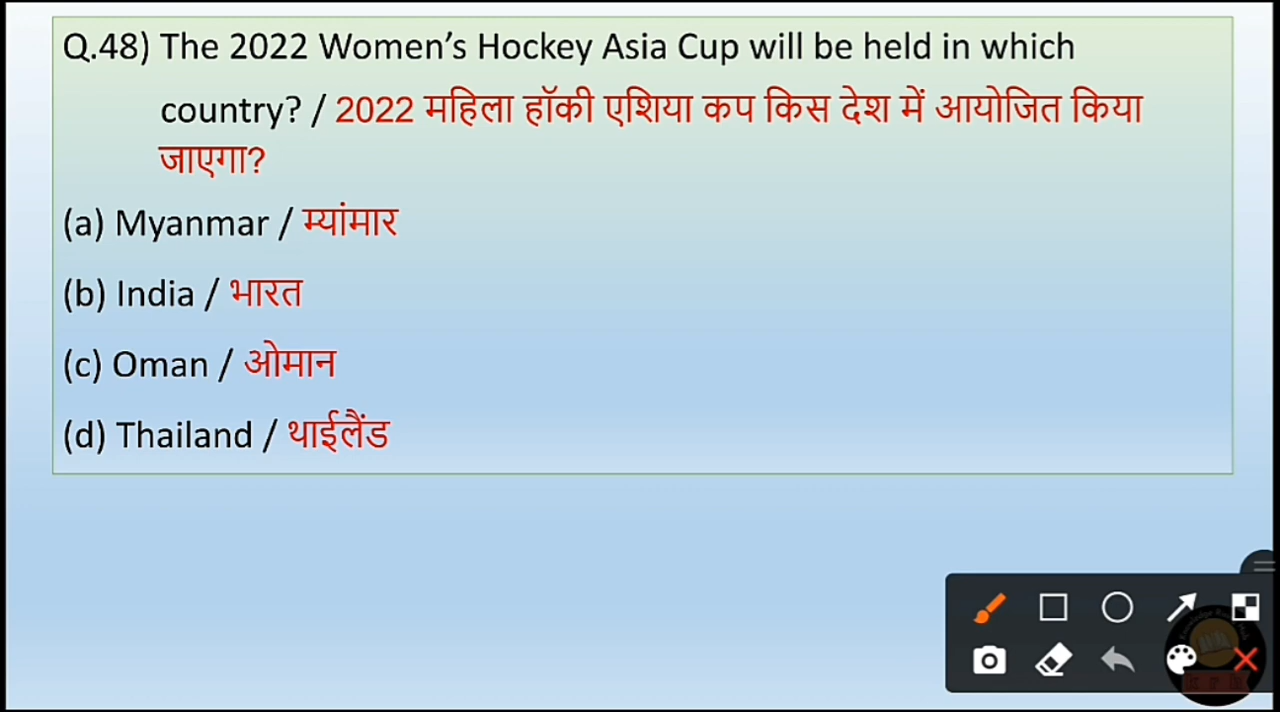 Q.48) The 2022 Women’s Hockey Asia Cup will be held in which
country? / 2022 महिला हॉकी एशिया कप किस देश में आयोजित किया
जाएगा?
(a) Myanmar / म्यांमार
(b) India / भारत
(c) Oman / ओमान
(d) Thailand / थाईलैंड